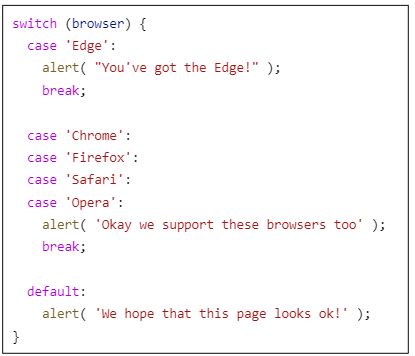 switch (browser) {
  case 'Edge':
    alert( "You've got the Edge!" );
    break;

  case 'Chrome':
  case 'Firefox':
  case 'Safari':
  case 'Opera':
    alert( 'Okay we support these browsers too' );
    break;

  default:
    alert( 'We hope that this page looks ok!' );
}